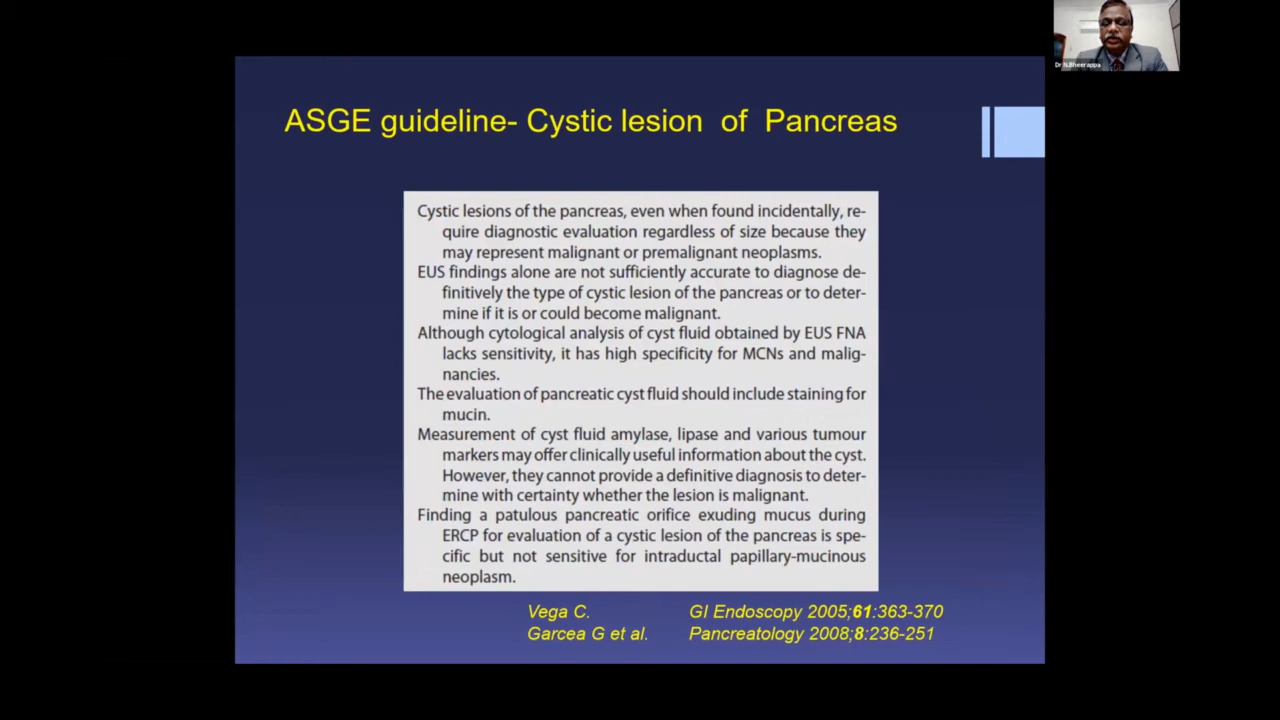 Dr N.Bheerappa
ASGE guideline- Cystic lesion of Pancreas
Cystic lesions of the pancreas, even when found incidentally, re-
quire diagnostic evaluation regardless of size because they
may represent malignant or premalignant neoplasms.
EUS findings alone are not sufficiently accurate to diagnose de-
finitively the type of cystic lesion of the pancreas or to deter-
mine if it is or could become malignant.
Although cytological analysis of cyst fluid obtained by EUS FNA
lacks sensitivity, it has high specificity for MCNs and malig-
nancies.
The evaluation of pancreatic cyst fluid should include staining for
mucin.
Measurement of cyst fluid amylase, lipase and various tumour
markers may offer clinically useful information about the cyst.
However, they cannot provide a definitive diagnosis to deter-
mine with certainty whether the lesion is malignant.
Finding a patulous pancreatic orifice exuding mucus during
ERCP for evaluation of a cystic lesion of the pancreas is spe-
cific but not sensitive for intraductal papillary-mucinous
neoplasm.
Vega C. GI Endoscopy 2005;61:363-370
Garcea G et al. Pancreatology 2008;8:236-251